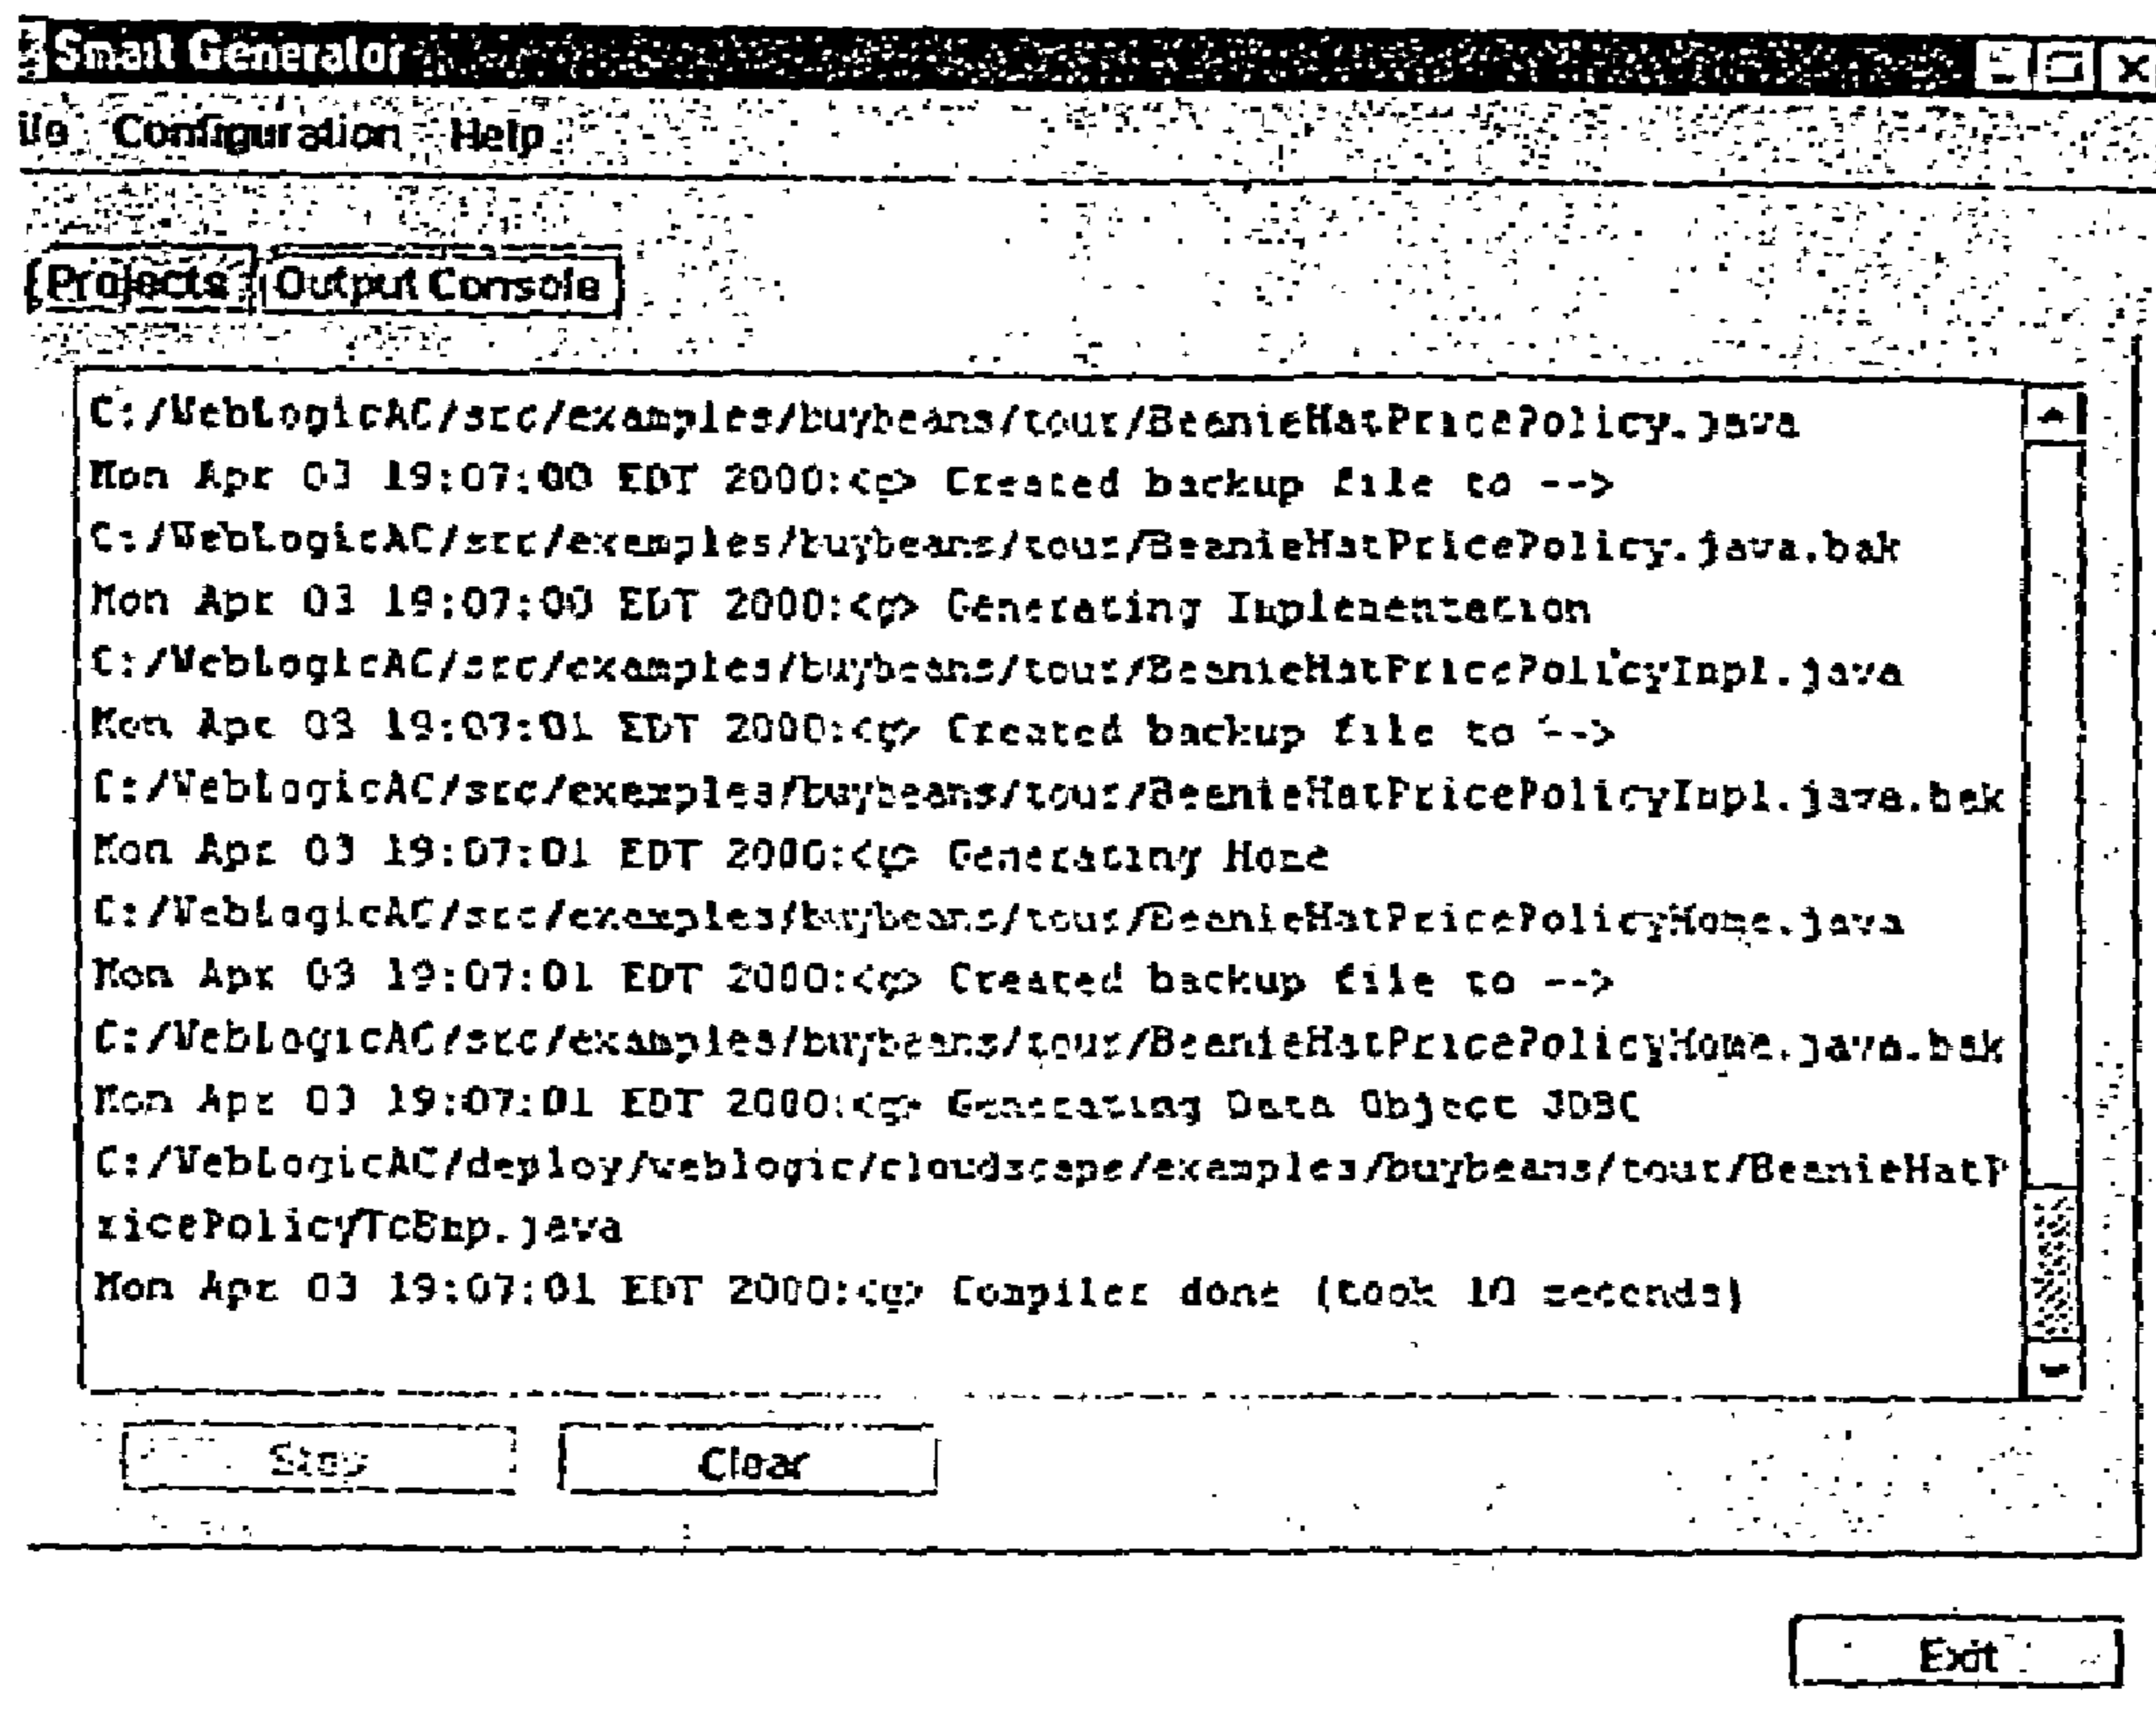 Smart Generator
ile Configuration Help
Projects Output Console
C:/WebLogicAC/src/examples/buybeans/tour/BeanieHatPricePolicy.java
Mon Apr 03 19:07:00 EDT 2000:<g> Created backup file to -->
C:/WebLogicAC/src/examples/buybeans/tour/BeanieHatPricePolicy.java.bak
Mon Apr 03 19:07:00 EDT 2000:<g> Generating Implementation
C:/WebLogicAC/src/examples/buybeans/tour/BeanieHatPricePolicyImpl.java
Mon Apr 03 19:07:01 EDT 2000:<g> Created backup file to -->
C:/WebLogicAC/src/examples/buybeans/tour/BeanieHatPricePolicyImpl.java.bak
Mon Apr 03 19:07:01 EDT 2000:<g> Generating Home
C:/WebLogicAC/src/examples/buybeans/tour/BeanieHatPricePolicyHome.java
Mon Apr 03 19:07:01 EDT 2000:<g> Created backup file to -->
C:/WebLogicAC/src/examples/buybeans/tour/BeanieHatPricePolicyHome.java.bak
Mon Apr 03 19:07:01 EDT 2000:<g> Generating Data Object JDBC
C:/WebLogicAC/deploy/weblogic/cloudscape/examples/buybeans/tour/BeanieHatP
ricePolicyTcBmp.java
Mon Apr 03 19:07:01 EDT 2000:<g> Compiler done (took 10 seconds)
Stop Clear
Exit